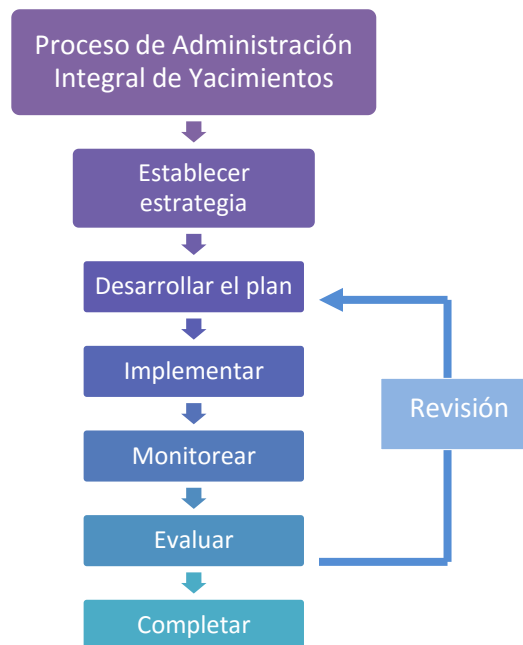 Proceso de Administración
Integral de Yacimientos
Establecer
estrategia
Desarrollar el plan
Implementar
Revisión
Monitorear
Evaluar
Completar